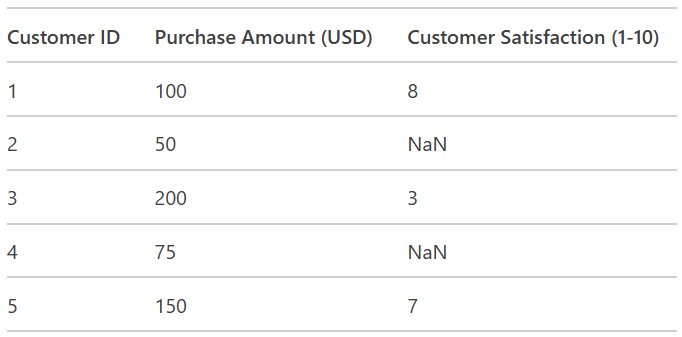 Customer ID Purchase Amount (USD) Customer Satisfaction (1-10)
1 100 8
2 50 NaN
3 200 3
4 75 NaN
5 150 7